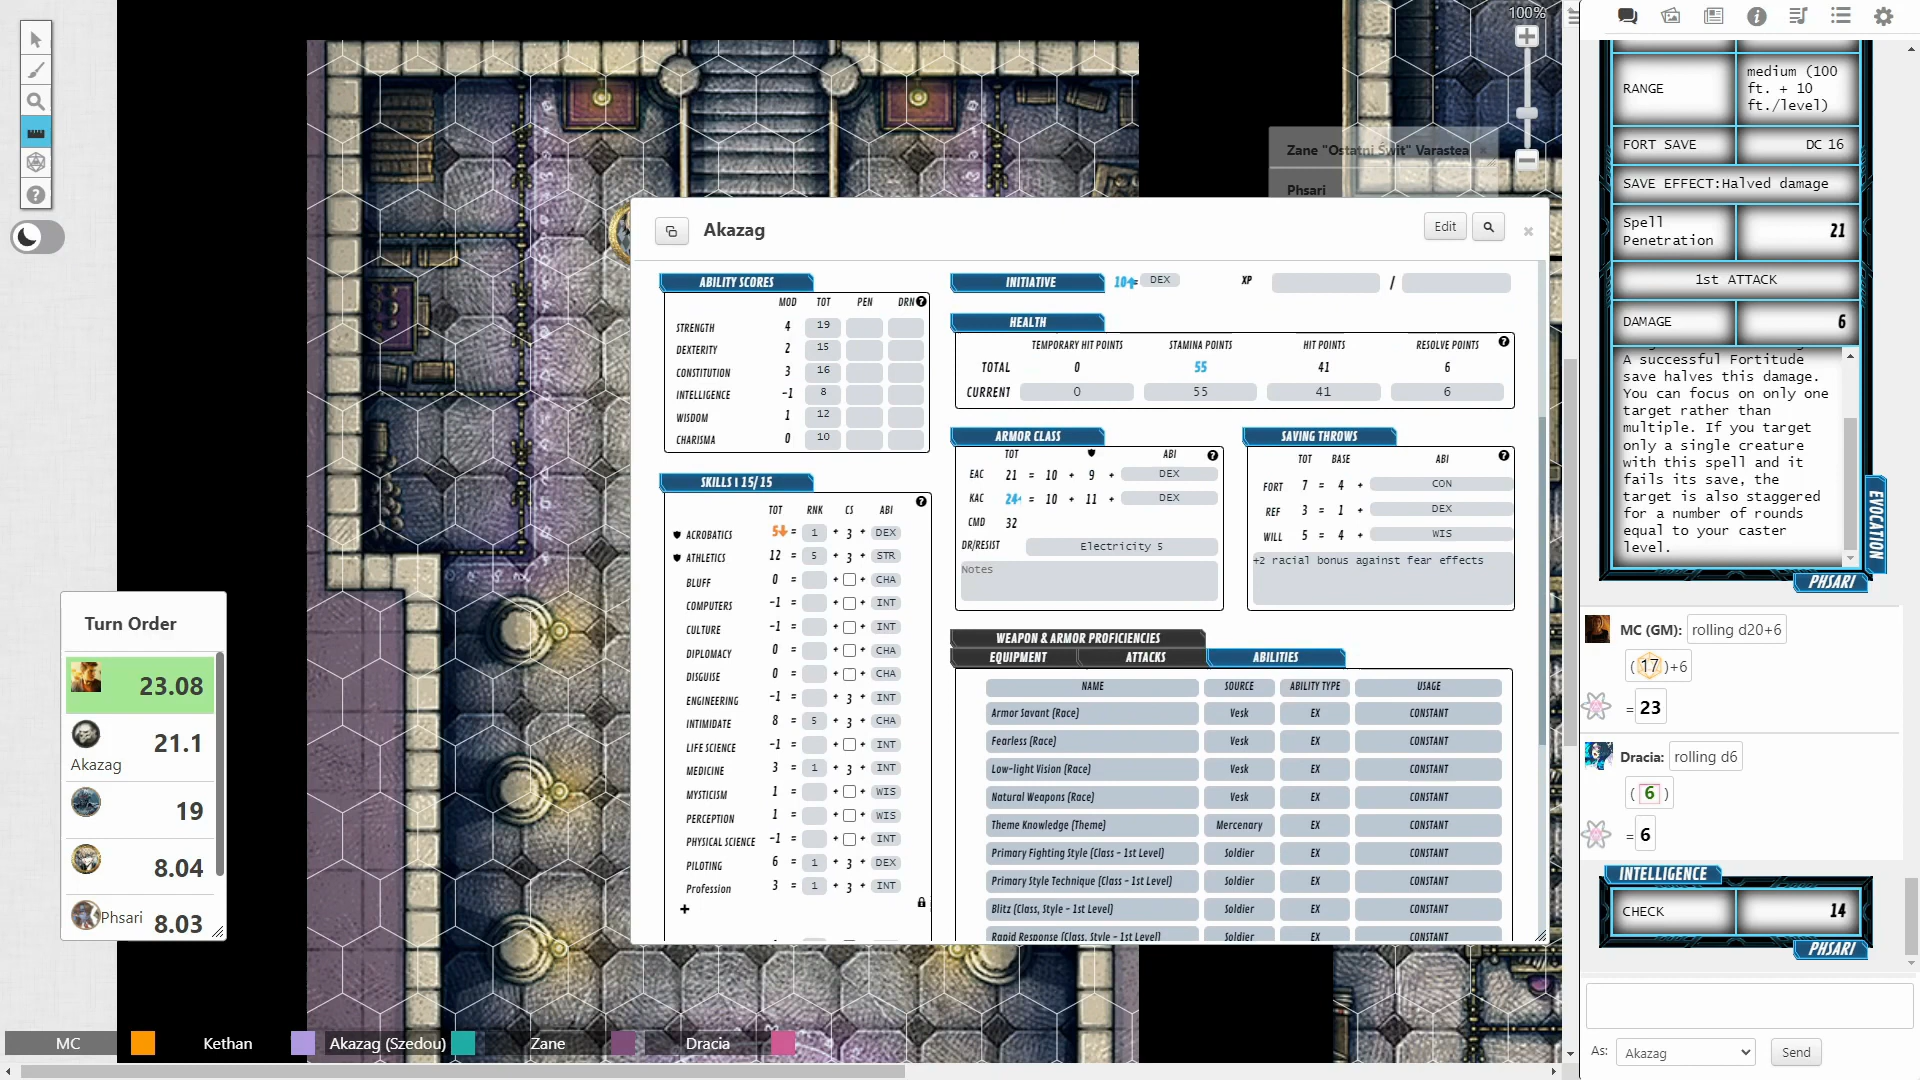 100%
Zane "Ostatni Świt" Varastea
Phsari
Akazag
Edit
ABILITY SCORES
MOD TOT PEN DRN
STRENGTH 4 19
DEXTERITY 2 15
CONSTITUTION 3 16
INTELLIGENCE -1 8
WISDOM 1 12
CHARISMA 0 10
SKILLS | 15/ 15
TOT RNK CS ABI
ACROBATICS 5 = 1 + 3 + DEX
ATHLETICS 12 = 5 + 3 + STR
BLUFF 0 = + + CHA
COMPUTERS -1 = + + INT
CULTURE -1 = + + INT
DIPLOMACY 0 = + + CHA
DISGUISE 0 = + + CHA
ENGINEERING -1 = + 3 + INT
INTIMIDATE 8 = 5 + 3 + CHA
LIFE SCIENCE -1 = + + INT
MEDICINE 3 = 1 + 3 + INT
MYSTICISM 1 = + + WIS
PERCEPTION 1 = + + WIS
PHYSICAL SCIENCE -1 = + + INT
PILOTING 6 = 1 + 3 + DEX
Profession 3 = 1 + 3 + INT
+
INITIATIVE 10 = DEX XP /
HEALTH
TEMPORARY HIT POINTS STAMINA POINTS HIT POINTS RESOLVE POINTS
TOTAL 0 55 41 6
CURRENT 0 55 41 6
ARMOR CLASS
TOT ABI
EAC 21 = 10 + 9 + DEX
KAC 24 = 10 + 11 + DEX
CMD 32
DR/RESIST Electricity 5
Notes
SAVING THROWS
TOT BASE ABI
FORT 7 = 4 + CON
REF 3 = 1 + DEX
WILL 5 = 4 + WIS
+2 racial bonus against fear effects
WEAPON & ARMOR PROFICIENCIES
EQUIPMENT ATTACKS ABILITIES
NAME SOURCE ABILITY TYPE USAGE
Armor Savant (Race) Vesk EX CONSTANT
Fearless (Race) Vesk EX CONSTANT
Low-light Vision (Race) Vesk EX CONSTANT
Natural Weapons (Race) Vesk EX CONSTANT
Theme Knowledge (Theme) Mercenary EX CONSTANT
Primary Fighting Style (Class - 1st Level) Soldier EX CONSTANT
Primary Style Technique (Class - 1st Level) Soldier EX CONSTANT
Blitz (Class, Style - 1st Level) Soldier EX CONSTANT
Rapid Response (Class, Style - 1st Level) Soldier EX CONSTANT
Turn Order
23.08
21.1
Akazag
19
8.04
Phsari 8.03
MC
Kethan
Akazag (Szedou)
Zane
Dracia
RANGE medium (100
ft. + 10
ft./level)
FORT SAVE DC 16
SAVE EFFECT:Halved damage
Spell
Penetration 21
1st ATTACK
DAMAGE 6
A successful Fortitude
save halves this damage.
You can focus on only one
target rather than
multiple. If you target
only a single creature
with this spell and it
fails its save, the
target is also staggered
for a number of rounds
equal to your caster
level.
EVOCATION
PHSARI
MC (GM): rolling d20+6
(17)+6
= 23
Dracia: rolling d6
( 6 )
= 6
INTELLIGENCE
CHECK 14
PHSARI
As: Akazag Send